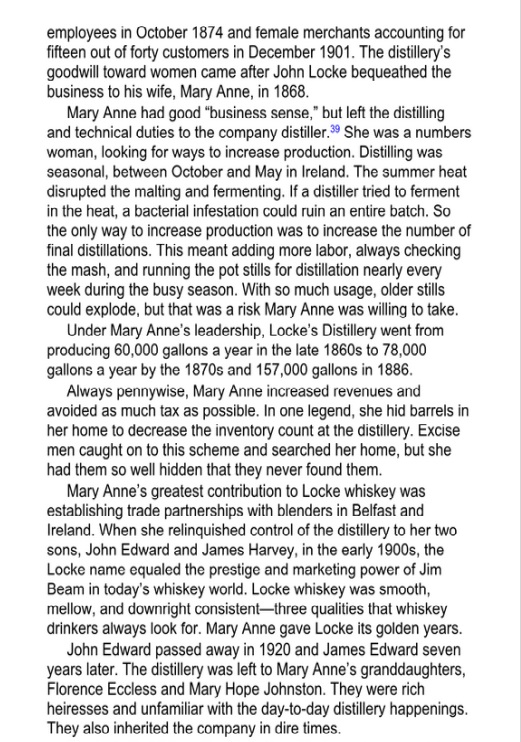 employees in October 1874 and female merchants accounting for
fifteen out of forty customers in December 1901. The distillery's
goodwill toward women came after John Locke bequeathed the
business to his wife, Mary Anne, in 1868.
Mary Anne had good “business sense,” but left the distilling
and technical duties to the company distiller.39 She was a numbers
woman, looking for ways to increase production. Distilling was
seasonal, between October and May in Ireland. The summer heat
disrupted the malting and fermenting. If a distiller tried to ferment
in the heat, a bacterial infestation could ruin an entire batch. So
the only way to increase production was to increase the number of
final distillations. This meant adding more labor, always checking
the mash, and running the pot stills for distillation nearly every
week during the busy season. With so much usage, older stills
could explode, but that was a risk Mary Anne was willing to take.
Under Mary Anne's leadership, Locke's Distillery went from
producing 60,000 gallons a year in the late 1860s to 78,000
gallons a year by the 1870s and 157,000 gallons in 1886.
Always pennywise, Mary Anne increased revenues and
avoided as much tax as possible. In one legend, she hid barrels in
her home to decrease the inventory count at the distillery. Excise
men caught on to this scheme and searched her home, but she
had them so well hidden that they never found them.
Mary Anne's greatest contribution to Locke whiskey was
establishing trade partnerships with blenders in Belfast and
Ireland. When she relinquished control of the distillery to her two
sons, John Edward and James Harvey, in the early 1900s, the
Locke name equaled the prestige and marketing power of Jim
Beam in today's whiskey world. Locke whiskey was smooth,
mellow, and downright consistent—three qualities that whiskey
drinkers always look for. Mary Anne gave Locke its golden years.
John Edward passed away in 1920 and James Edward seven
years later. The distillery was left to Mary Anne's granddaughters,
Florence Eccless and Mary Hope Johnston. They were rich
heiresses and unfamiliar with the day-to-day distillery happenings.
They also inherited the company in dire times.